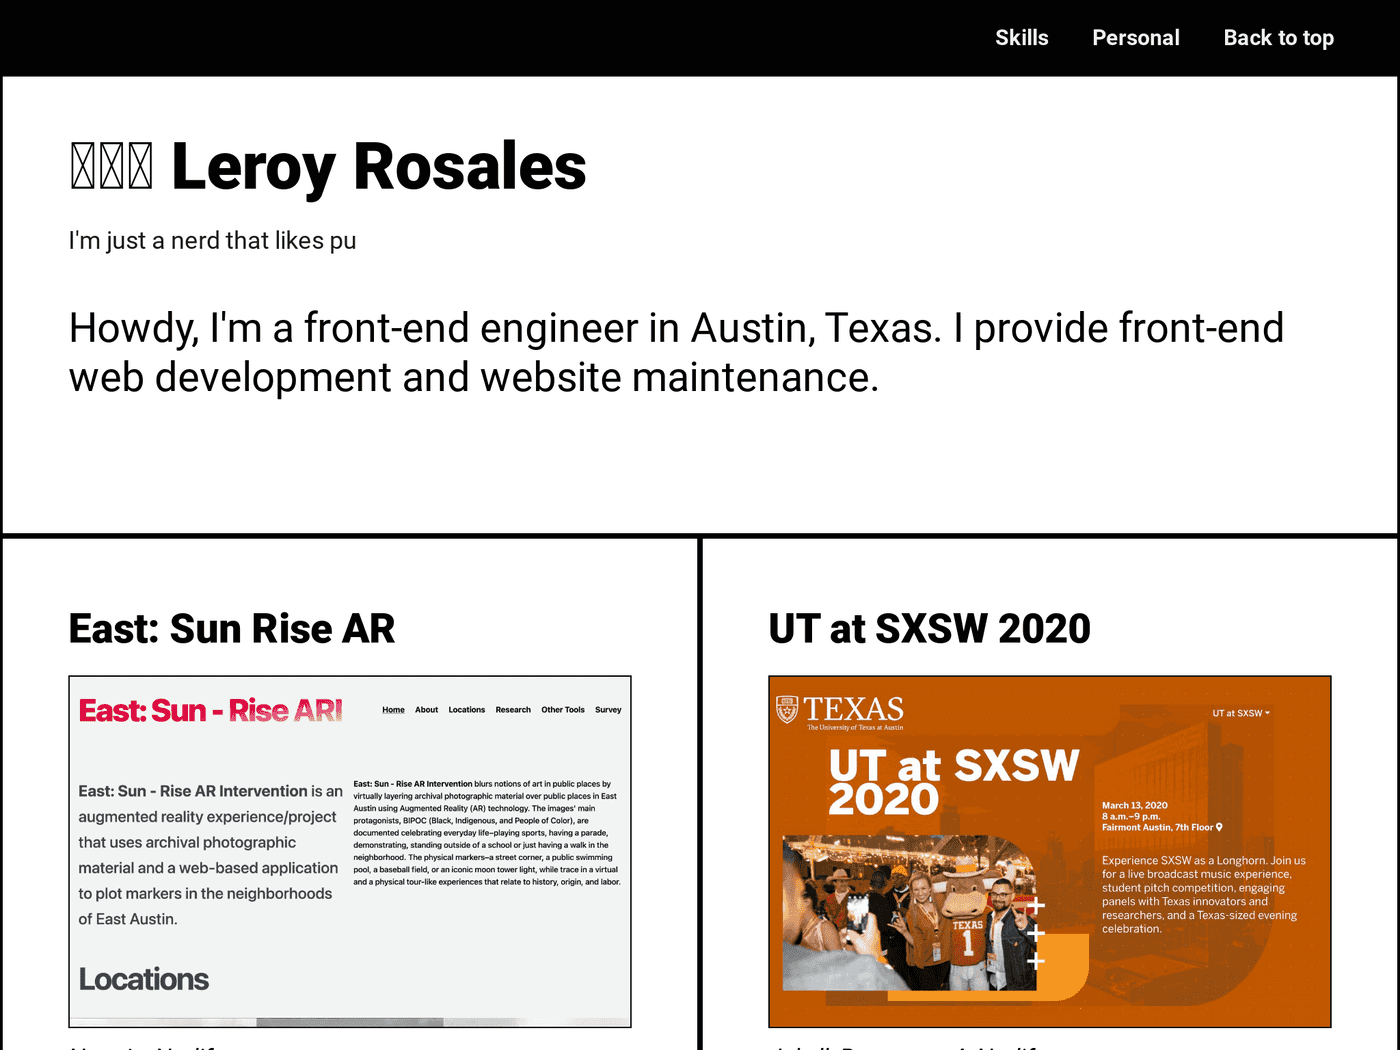 Skills Personal Back to top
Leroy Rosales
I'm just a nerd that likes pu
Howdy, I'm a front-end engineer in Austin, Texas. I provide front-end
web development and website maintenance.
East: Sun Rise AR
East: Sun - Rise ARI
Home About Locations Research Other Tools Survey
East: Sun - Rise AR Intervention is an
augmented reality experience/project
that uses archival photographic
material and a web-based application
to plot markers in the neighborhoods
of East Austin.
East: Sun - Rise AR Intervention blurs notions of art in public places by
virtually layering archival photographic material over public places in East
Austin using Augmented Reality (AR) technology. The images' main
protagonists, BIPOC (Black, Indigenous, and People of Color), are
documented celebrating everyday life–playing sports, having a parade,
demonstrating, standing outside of a school or just having a walk in the
neighborhood. The physical markers–a street corner, a public swimming
pool, a baseball field, or an iconic moon tower light, while trace in a virtual
and a physical tour-like experiences that relate to history, origin, and labor.
Locations
UT at SXSW 2020
TEXAS
The University of Texas at Austin
UT at SXSW
UT at SXSW
2020
March 13, 2020
8 a.m.–9 p.m.
Fairmont Austin, 7th Floor
Experience SXSW as a Longhorn. Join us
for a live broadcast music experience,
student pitch competition, engaging
panels with Texas innovators and
researchers, and a Texas-sized evening
celebration.
TEXAS
1